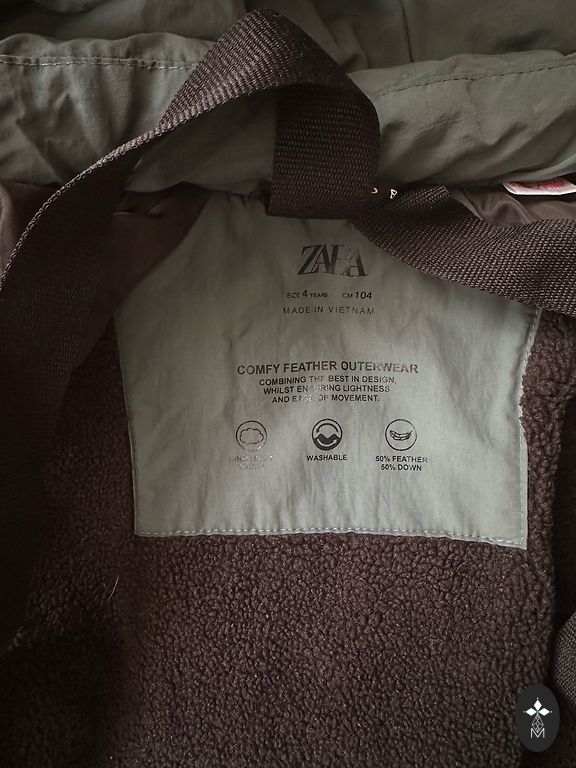 ZARA
SIZE 4 YEARS CM 104
MADE IN VIETNAM
COMFY FEATHER OUTERWEAR
COMBINING THE BEST IN DESIGN,
WHILST ENSURING LIGHTNESS
AND EASE OF MOVEMENT.
WASHABLE
50% FEATHER
50% DOWN
M